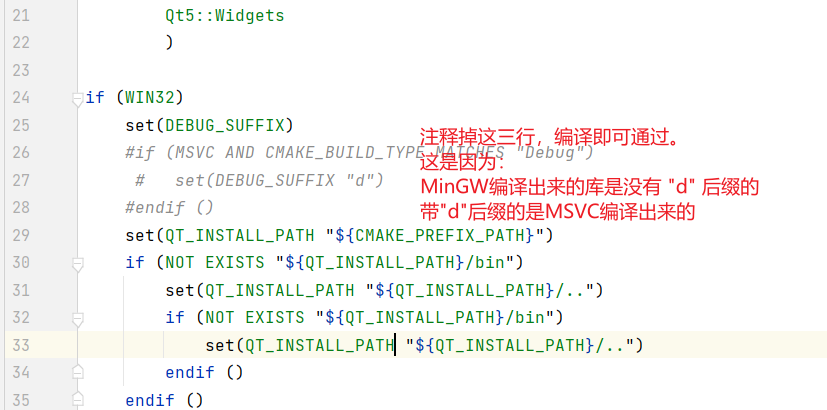 21 Qt5::Widgets
22 )
23
24 if (WIN32)
25 set(DEBUG_SUFFIX)
26 #if (MSVC AND CMAKE_BUILD_TYPE MATCHES "Debug")
27 # set(DEBUG_SUFFIX "d")
28 #endif ()
29 set(QT_INSTALL_PATH "${CMAKE_PREFIX_PATH}")
30 if (NOT EXISTS "${QT_INSTALL_PATH}/bin")
31 set(QT_INSTALL_PATH "${QT_INSTALL_PATH}/..")
32 if (NOT EXISTS "${QT_INSTALL_PATH}/bin")
33 set(QT_INSTALL_PATH "${QT_INSTALL_PATH}/..")
34 endif ()
35 endif ()
注释掉这三行，编译即可通过。
这是因为：
MinGW编译出来的库是没有 "d" 后缀的
带"d"后缀的是MSVC编译出来的